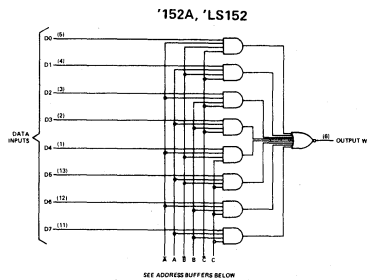 '152A, 'LS152
D0 (5)
D1 (4)
D2 (3)
D3 (2)
DATA INPUTS
D4 (1)
D5 (13)
D6 (12)
D7 (11)
(6) OUTPUT W
A̅ A B̅ B C̅ C
SEE ADDRESS BUFFERS BELOW